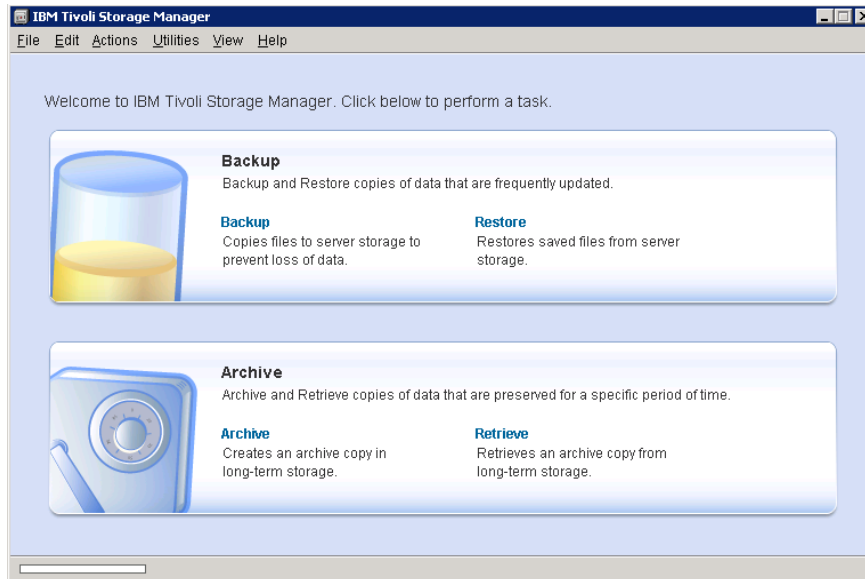 IBM Tivoli Storage Manager
File Edit Actions Utilities View Help
Welcome to IBM Tivoli Storage Manager. Click below to perform a task.
Backup
Backup and Restore copies of data that are frequently updated.
Backup
Copies files to server storage to
prevent loss of data.
Restore
Restores saved files from server
storage.
Archive
Archive and Retrieve copies of data that are preserved for a specific period of time.
Archive
Creates an archive copy in
long-term storage.
Retrieve
Retrieves an archive copy from
long-term storage.